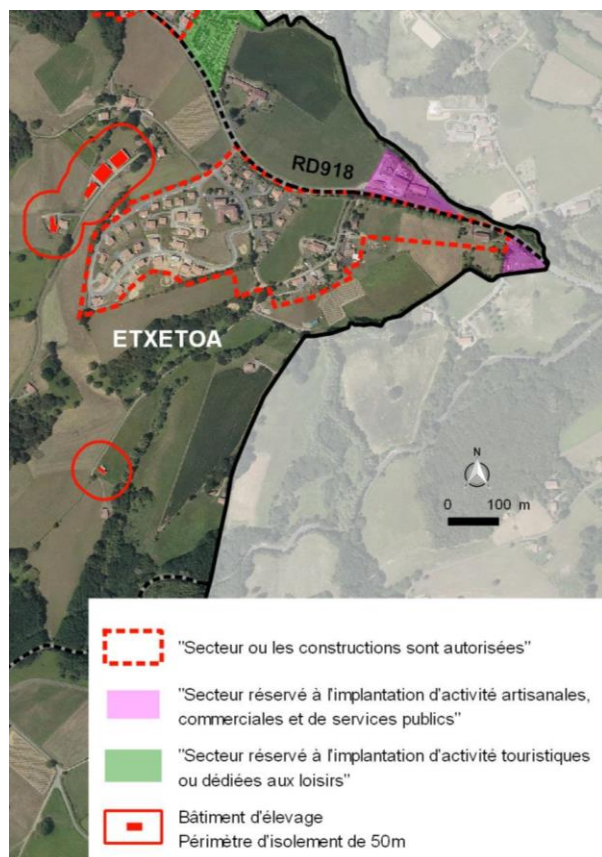 RD918
ETXETOA
N
0 100 m
"Secteur ou les constructions sont autorisées"
"Secteur réservé à l'implantation d'activité artisanales,
commerciales et de services publics"
"Secteur réservé à l'implantation d'activité touristiques
ou dédiées aux loisirs"
Bâtiment d'élevage
Périmètre d'isolement de 50m